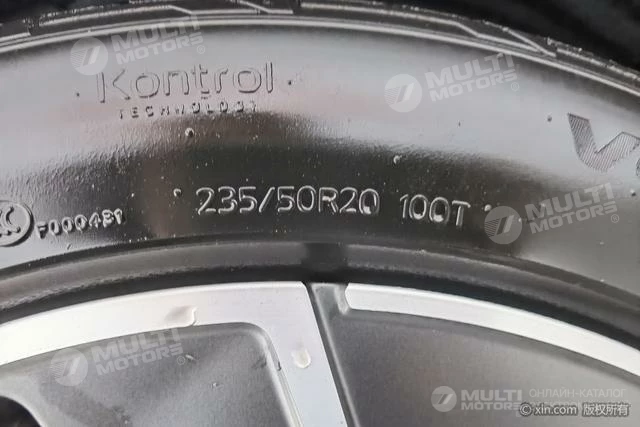 MULTI MOTORS
MULTI MOTORS
Kontrol
TECHNOLOGY
235/50R20 100T
F000481
MULTI MOTORS
MULTI MOTORS
MULTI MOTORS
ОНЛАЙН-КАТАЛОГ
@ xin.com 版权所有